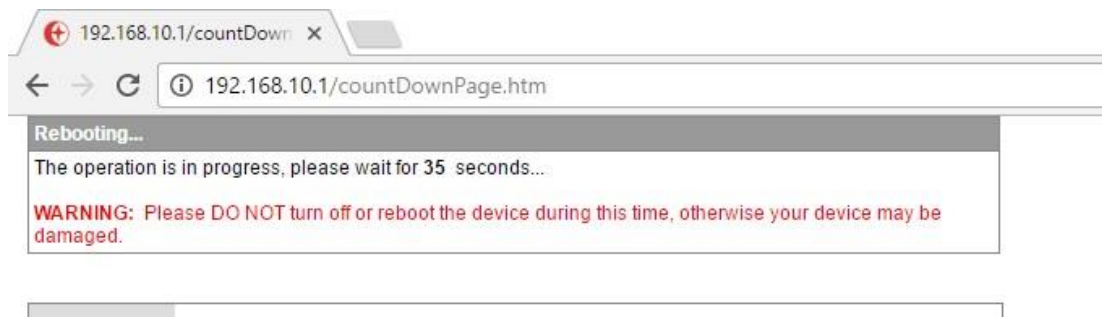 192.168.10.1/countDown
192.168.10.1/countDownPage.htm
Rebooting...
The operation is in progress, please wait for 35 seconds...
WARNING: Please DO NOT turn off or reboot the device during this time, otherwise your device may be
damaged.